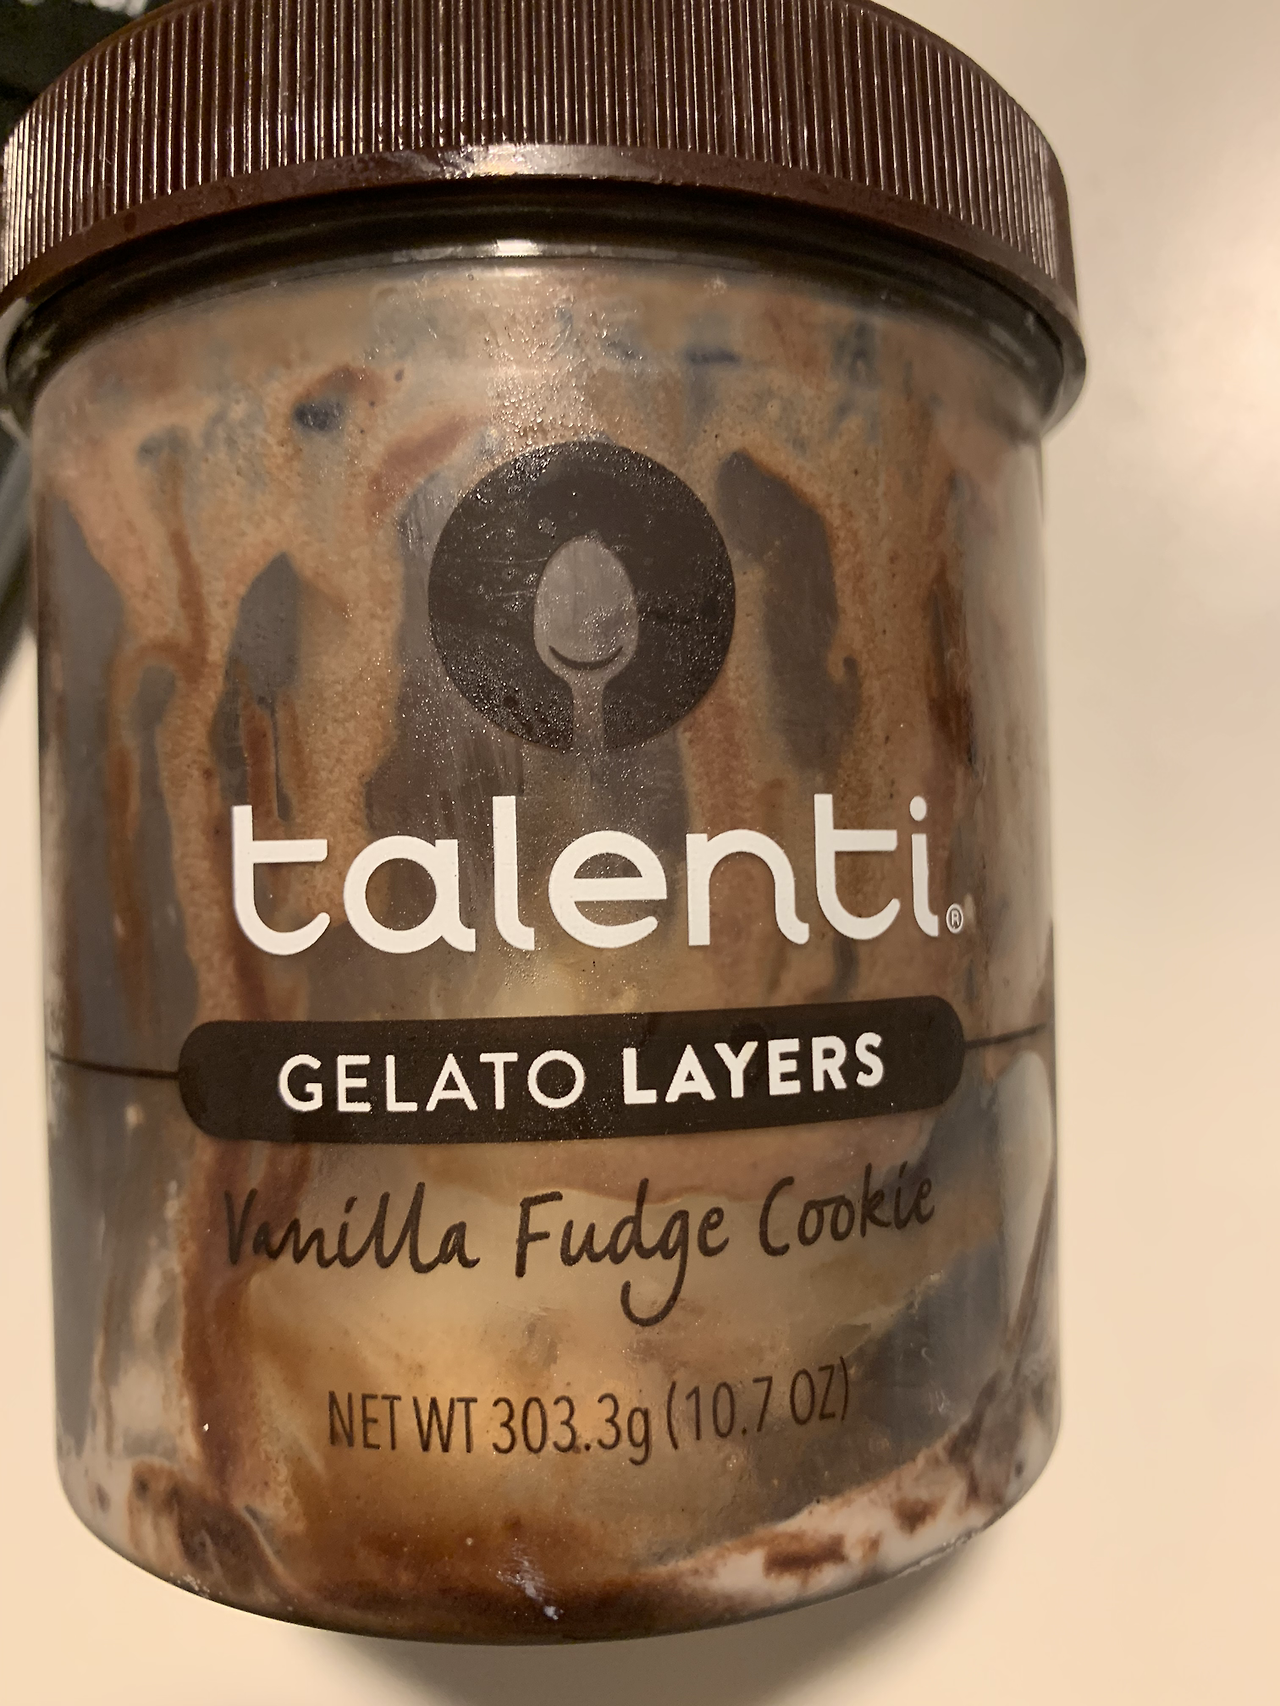 talenti®
GELATO LAYERS
Vanilla Fudge Cookie
NET WT 303.3g (10.7 OZ)